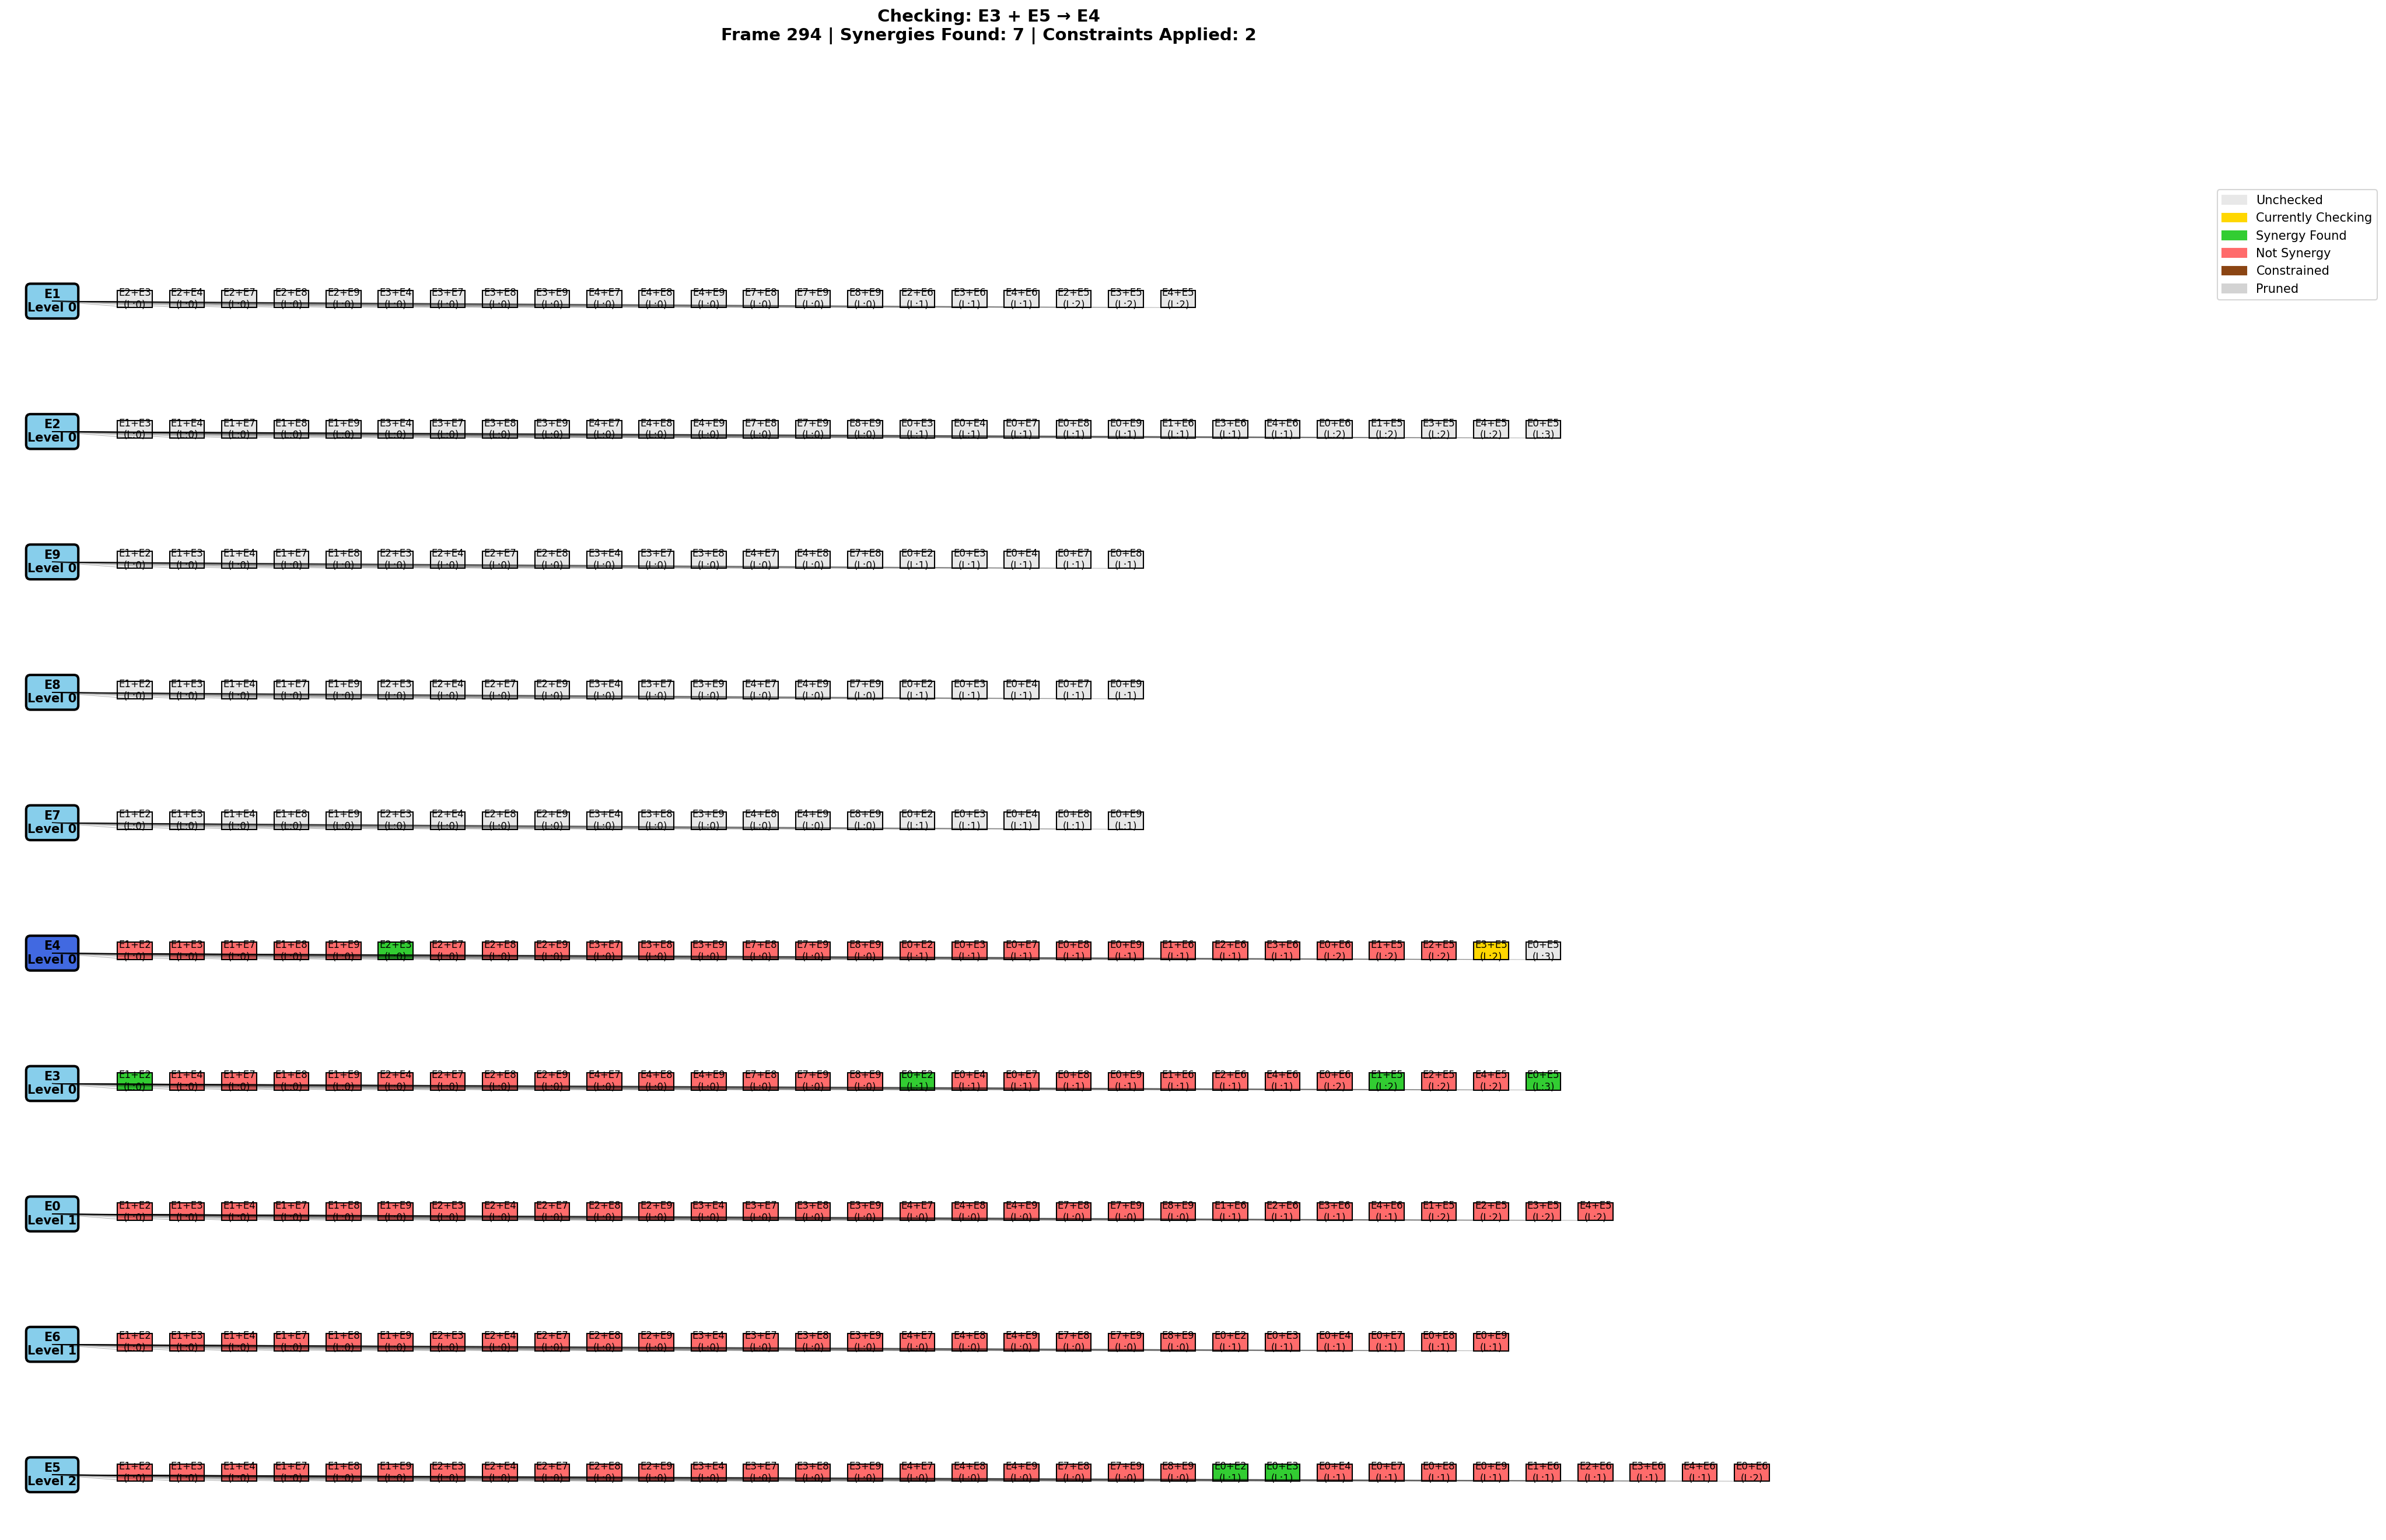 Checking: E3 + E5 → E4
Frame 294 | Synergies Found: 7 | Constraints Applied: 2
Unchecked
Currently Checking
Synergy Found
Not Synergy
Constrained
Pruned
E1 E2+E3 E2+E4 E2+E7 E2+E8 E2+E9 E3+E4 E3+E7 E3+E8 E3+E9 E4+E7 E4+E8 E4+E9 E7+E8 E7+E9 E8+E9 E2+E6 E3+E6 E4+E6 E2+E5 E3+E5 E4+E5
Level 0 (L:0) (L:0) (L:0) (L:0) (L:0) (L:0) (L:0) (L:0) (L:0) (L:0) (L:0) (L:0) (L:0) (L:0) (L:0) (L:1) (L:1) (L:1) (L:2) (L:2) (L:2)
E2 E1+E3 E1+E4 E1+E7 E1+E8 E1+E9 E3+E4 E3+E7 E3+E8 E3+E9 E4+E7 E4+E8 E4+E9 E7+E8 E7+E9 E8+E9 E0+E3 E0+E4 E0+E7 E0+E8 E0+E9 E1+E6 E3+E6 E4+E6 E0+E6 E1+E5 E3+E5 E4+E5 E0+E5
Level 0 (L:0) (L:0) (L:0) (L:0) (L:0) (L:0) (L:0) (L:0) (L:0) (L:0) (L:0) (L:0) (L:0) (L:0) (L:0) (L:1) (L:1) (L:1) (L:1) (L:1) (L:1) (L:1) (L:1) (L:2) (L:2) (L:2) (L:2) (L:3)
E9 E1+E2 E1+E3 E1+E4 E1+E7 E1+E8 E2+E3 E2+E4 E2+E7 E2+E8 E3+E4 E3+E7 E3+E8 E4+E7 E4+E8 E7+E8 E0+E2 E0+E3 E0+E4 E0+E7 E0+E8
Level 0 (L:0) (L:0) (L:0) (L:0) (L:0) (L:0) (L:0) (L:0) (L:0) (L:0) (L:0) (L:0) (L:0) (L:0) (L:0) (L:1) (L:1) (L:1) (L:1) (L:1)
E8 E1+E2 E1+E3 E1+E4 E1+E7 E1+E9 E2+E3 E2+E4 E2+E7 E2+E9 E3+E4 E3+E7 E3+E9 E4+E7 E4+E9 E7+E9 E0+E2 E0+E3 E0+E4 E0+E7 E0+E9
Level 0 (L:0) (L:0) (L:0) (L:0) (L:0) (L:0) (L:0) (L:0) (L:0) (L:0) (L:0) (L:0) (L:0) (L:0) (L:0) (L:1) (L:1) (L:1) (L:1) (L:1)
E7 E1+E2 E1+E3 E1+E4 E1+E8 E1+E9 E2+E3 E2+E4 E2+E8 E2+E9 E3+E4 E3+E8 E3+E9 E4+E8 E4+E9 E8+E9 E0+E2 E0+E3 E0+E4 E0+E8 E0+E9
Level 0 (L:0) (L:0) (L:0) (L:0) (L:0) (L:0) (L:0) (L:0) (L:0) (L:0) (L:0) (L:0) (L:0) (L:0) (L:0) (L:1) (L:1) (L:1) (L:1) (L:1)
E4 E1+E2 E1+E3 E1+E7 E1+E8 E1+E9 E2+E3 E2+E7 E2+E8 E2+E9 E3+E7 E3+E8 E3+E9 E7+E8 E7+E9 E8+E9 E0+E2 E0+E3 E0+E7 E0+E8 E0+E9 E1+E6 E2+E6 E3+E6 E0+E6 E1+E5 E2+E5 E3+E5 E0+E5
Level 0 (L:0) (L:0) (L:0) (L:0) (L:0) (L:0) (L:0) (L:0) (L:0) (L:0) (L:0) (L:0) (L:0) (L:0) (L:0) (L:1) (L:1) (L:1) (L:1) (L:1) (L:1) (L:1) (L:1) (L:2) (L:2) (L:2) (L:2) (L:3)
E3 E1+E2 E1+E4 E1+E7 E1+E8 E1+E9 E2+E4 E2+E7 E2+E8 E2+E9 E4+E7 E4+E8 E4+E9 E7+E8 E7+E9 E8+E9 E0+E2 E0+E4 E0+E7 E0+E8 E0+E9 E1+E6 E2+E6 E4+E6 E0+E6 E1+E5 E2+E5 E4+E5 E0+E5
Level 0 (L:0) (L:0) (L:0) (L:0) (L:0) (L:0) (L:0) (L:0) (L:0) (L:0) (L:0) (L:0) (L:0) (L:0) (L:0) (L:1) (L:1) (L:1) (L:1) (L:1) (L:1) (L:1) (L:1) (L:2) (L:2) (L:2) (L:2) (L:3)
E0 E1+E2 E1+E3 E1+E4 E1+E7 E1+E8 E1+E9 E2+E3 E2+E4 E2+E7 E2+E8 E2+E9 E3+E4 E3+E7 E3+E8 E3+E9 E4+E7 E4+E8 E4+E9 E7+E8 E7+E9 E8+E9 E1+E6 E2+E6 E3+E6 E4+E6 E1+E5 E2+E5 E3+E5 E4+E5
Level 1 (L:0) (L:0) (L:0) (L:0) (L:0) (L:0) (L:0) (L:0) (L:0) (L:0) (L:0) (L:0) (L:0) (L:0) (L:0) (L:0) (L:0) (L:0) (L:0) (L:0) (L:0) (L:1) (L:1) (L:1) (L:1) (L:2) (L:2) (L:2) (L:2)
E6 E1+E2 E1+E3 E1+E4 E1+E7 E1+E8 E1+E9 E2+E3 E2+E4 E2+E7 E2+E8 E2+E9 E3+E4 E3+E7 E3+E8 E3+E9 E4+E7 E4+E8 E4+E9 E7+E8 E7+E9 E8+E9 E0+E2 E0+E3 E0+E4 E0+E7 E0+E8 E0+E9
Level 1 (L:0) (L:0) (L:0) (L:0) (L:0) (L:0) (L:0) (L:0) (L:0) (L:0) (L:0) (L:0) (L:0) (L:0) (L:0) (L:0) (L:0) (L:0) (L:0) (L:0) (L:0) (L:1) (L:1) (L:1) (L:1) (L:1) (L:1)
E5 E1+E2 E1+E3 E1+E4 E1+E7 E1+E8 E1+E9 E2+E3 E2+E4 E2+E7 E2+E8 E2+E9 E3+E4 E3+E7 E3+E8 E3+E9 E4+E7 E4+E8 E4+E9 E7+E8 E7+E9 E8+E9 E0+E2 E0+E3 E0+E4 E0+E7 E0+E8 E0+E9 E1+E6 E2+E6 E3+E6 E4+E6 E0+E6
Level 2 (L:0) (L:0) (L:0) (L:0) (L:0) (L:0) (L:0) (L:0) (L:0) (L:0) (L:0) (L:0) (L:0) (L:0) (L:0) (L:0) (L:0) (L:0) (L:0) (L:0) (L:0) (L:1) (L:1) (L:1) (L:1) (L:1) (L:1) (L:1) (L:1) (L:1) (L:1) (L:2)